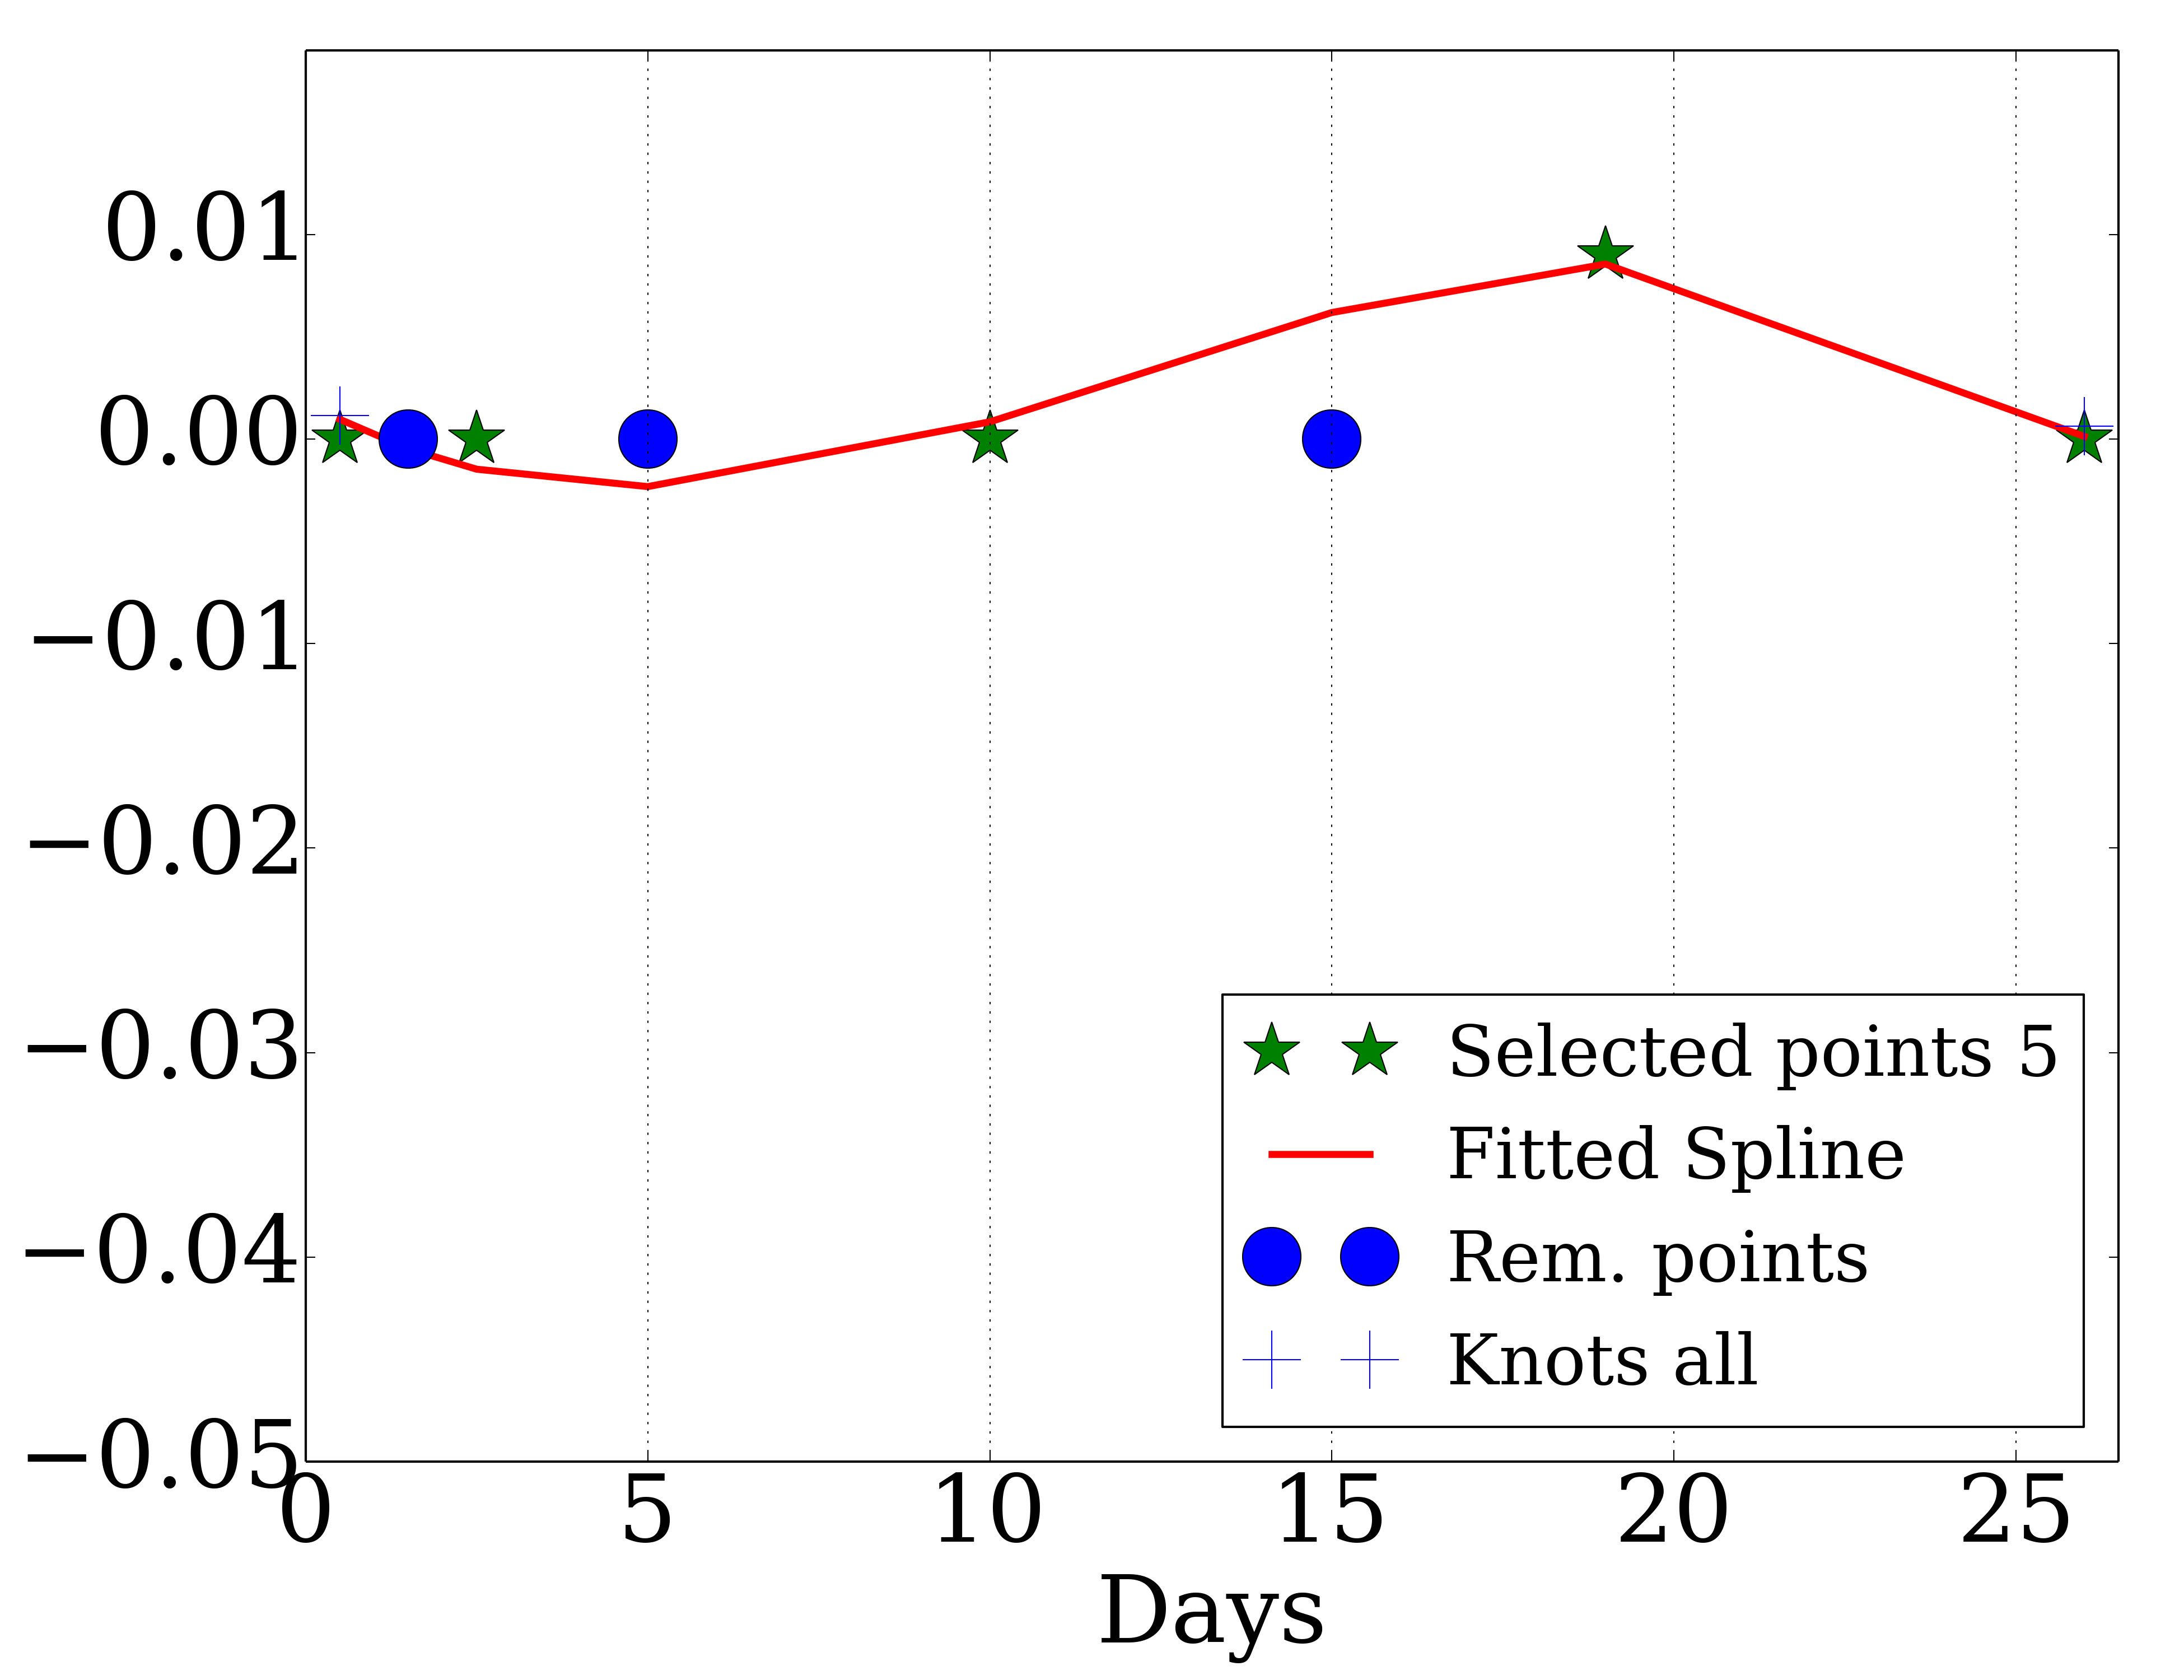 0.01
0.00
−0.01
−0.02
−0.03
−0.04
−0.05
0 5 10 15 20 25
Days
Selected points 5
Fitted Spline
Rem. points
Knots all